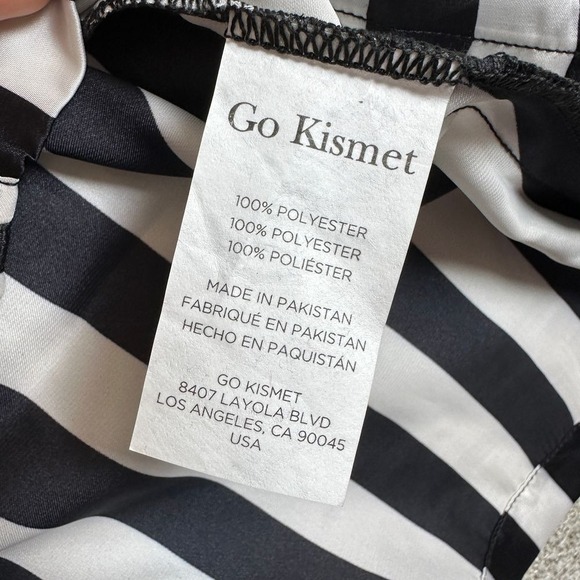 Go Kismet
100% POLYESTER
100% POLYESTER
100% POLIÉSTER
MADE IN PAKISTAN
FABRIQUÉ EN PAKISTAN
HECHO EN PAQUISTÁN
GO KISMET
8407 LAYOLA BLVD
LOS ANGELES, CA 90045
USA